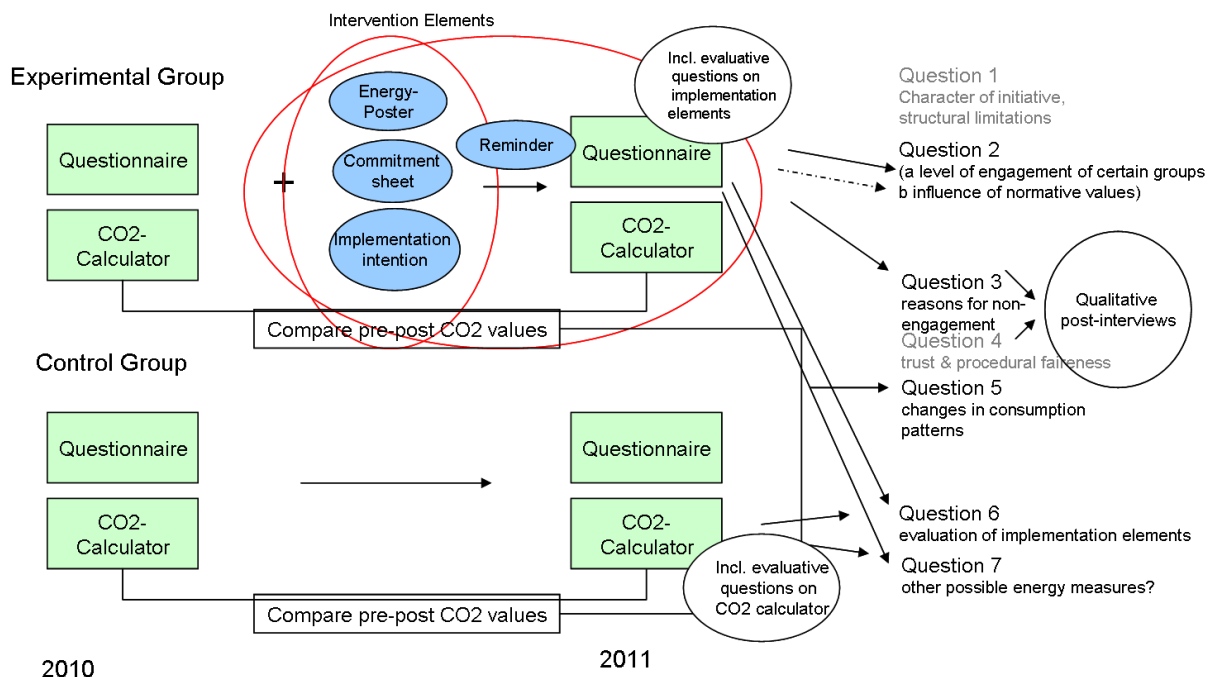 Intervention Elements
Experimental Group
Questionnaire
CO2-
Calculator
+
Energy-
Poster
Commitment
sheet
Implementation
intention
Reminder
Incl. evaluative
questions on
implementation
elements
Questionnaire
CO2-
Calculator
Compare pre-post CO2 values
Control Group
Questionnaire
CO2-
Calculator
Questionnaire
CO2-
Calculator
Incl. evaluative
questions on
CO2 calculator
Compare pre-post CO2 values
2010
2011
Question 1
Character of initiative,
structural limitations
Question 2
(a level of engagement of certain groups
b influence of normative values)
Question 3
reasons for non-
engagement
Question 4
trust & procedural faireness
Qualitative
post-interviews
Question 5
changes in consumption
patterns
Question 6
evaluation of implementation elements
Question 7
other possible energy measures?